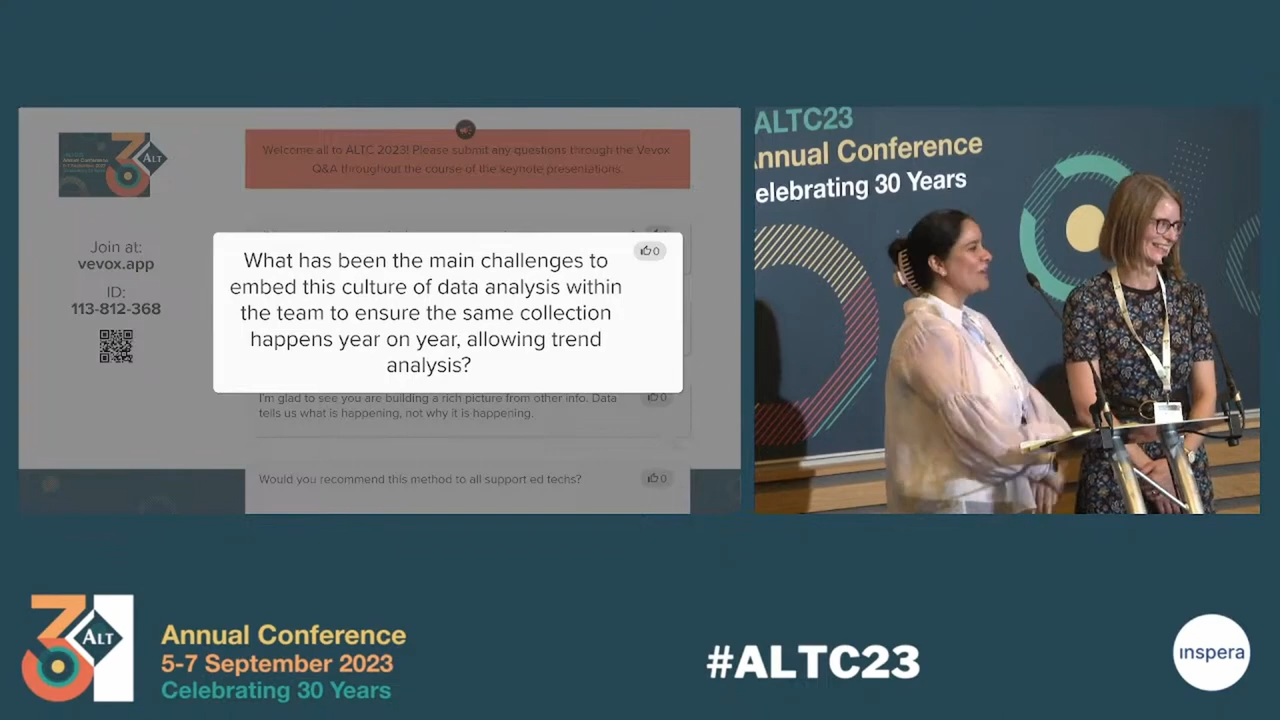 Welcome all to ALTC 2023! Please submit any questions through the Vevox
Q&A throughout the course of the keynote presentations.
ALT
Join at:
vevox.app
ID:
113-812-368
What has been the main challenges to
embed this culture of data analysis within
the team to ensure the same collection
happens year on year, allowing trend
analysis?
0
I'm glad to see you are building a rich picture from other info. Data
tells us what is happening, not why it is happening.
0
Would you recommend this method to all support ed techs?
0
ALTC23
Annual Conference
elebrating 30 Years
ALT
Annual Conference
5-7 September 2023
Celebrating 30 Years
#ALTC23
inspera